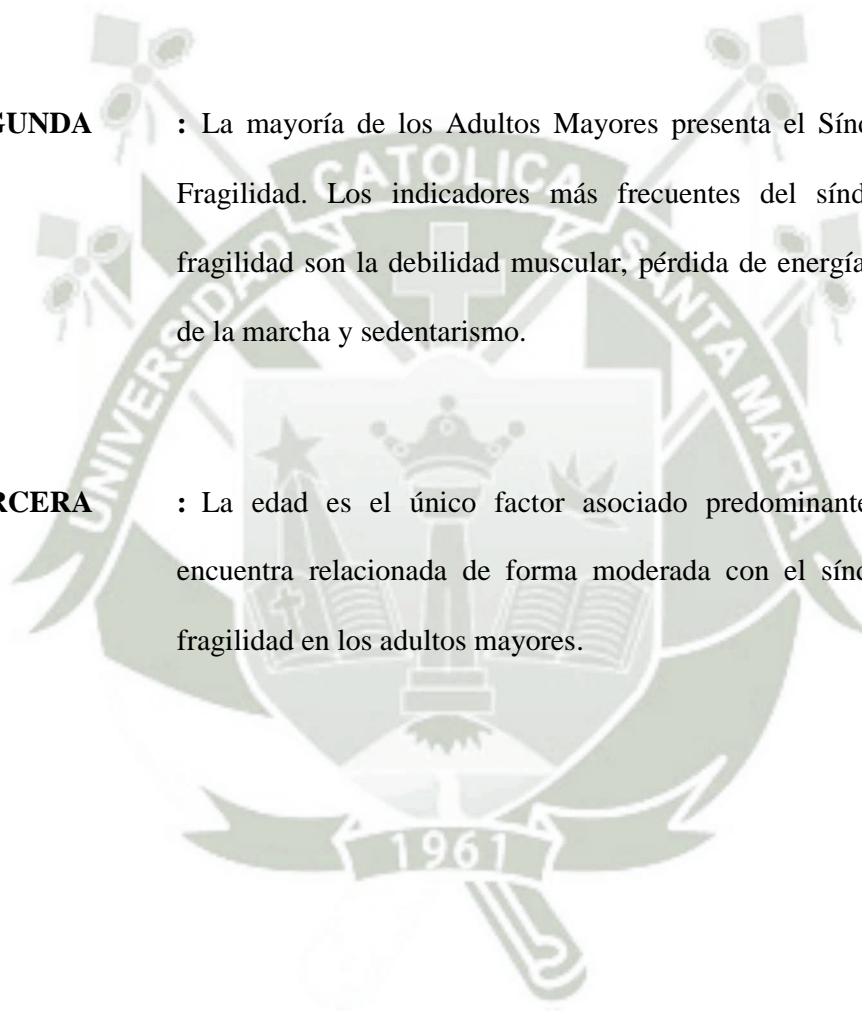 GUNDA : La mayoría de los Adultos Mayores presenta el Sínd
Fragilidad. Los indicadores más frecuentes del sínd
fragilidad son la debilidad muscular, pérdida de energía
de la marcha y sedentarismo.
RCERA : La edad es el único factor asociado predominante
encuentra relacionada de forma moderada con el sínd
fragilidad en los adultos mayores.
UNIVERSIDAD CATOLICA SANTA MARIA
1961